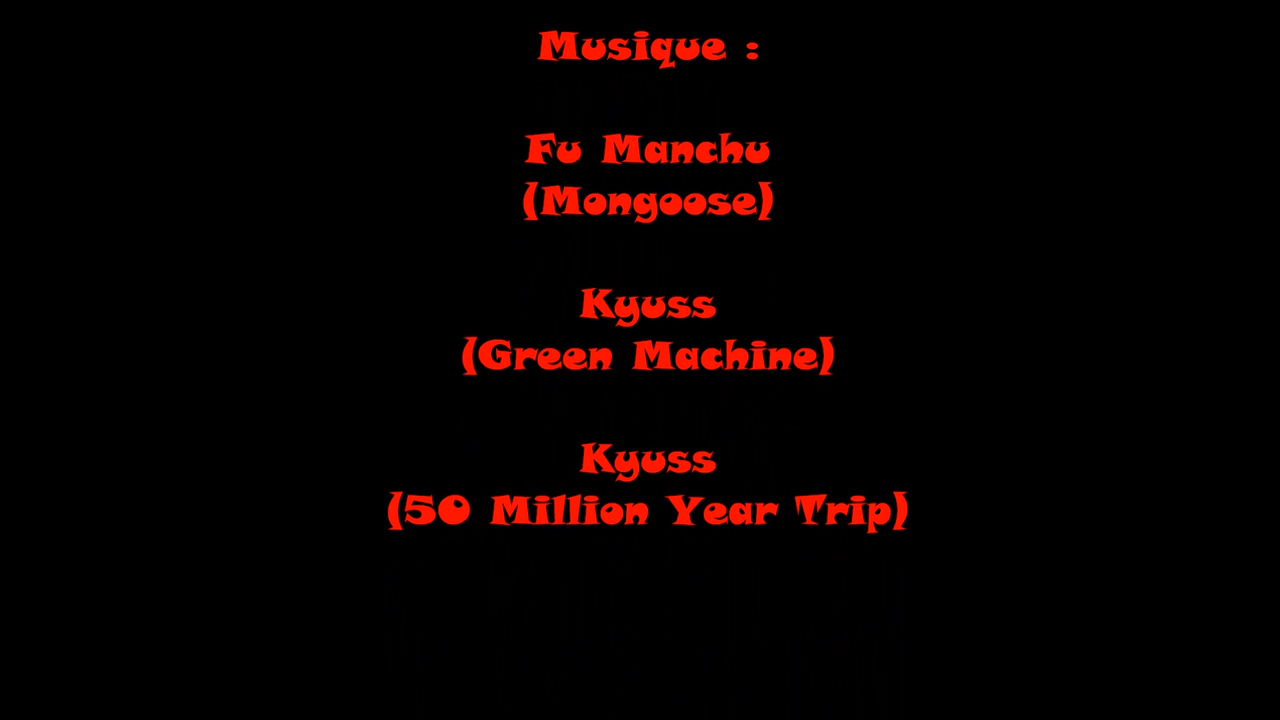 Musique :
Fu Manchu
(Mongoose)
Kyuss
(Green Machine)
Kyuss
(50 Million Year Trip)